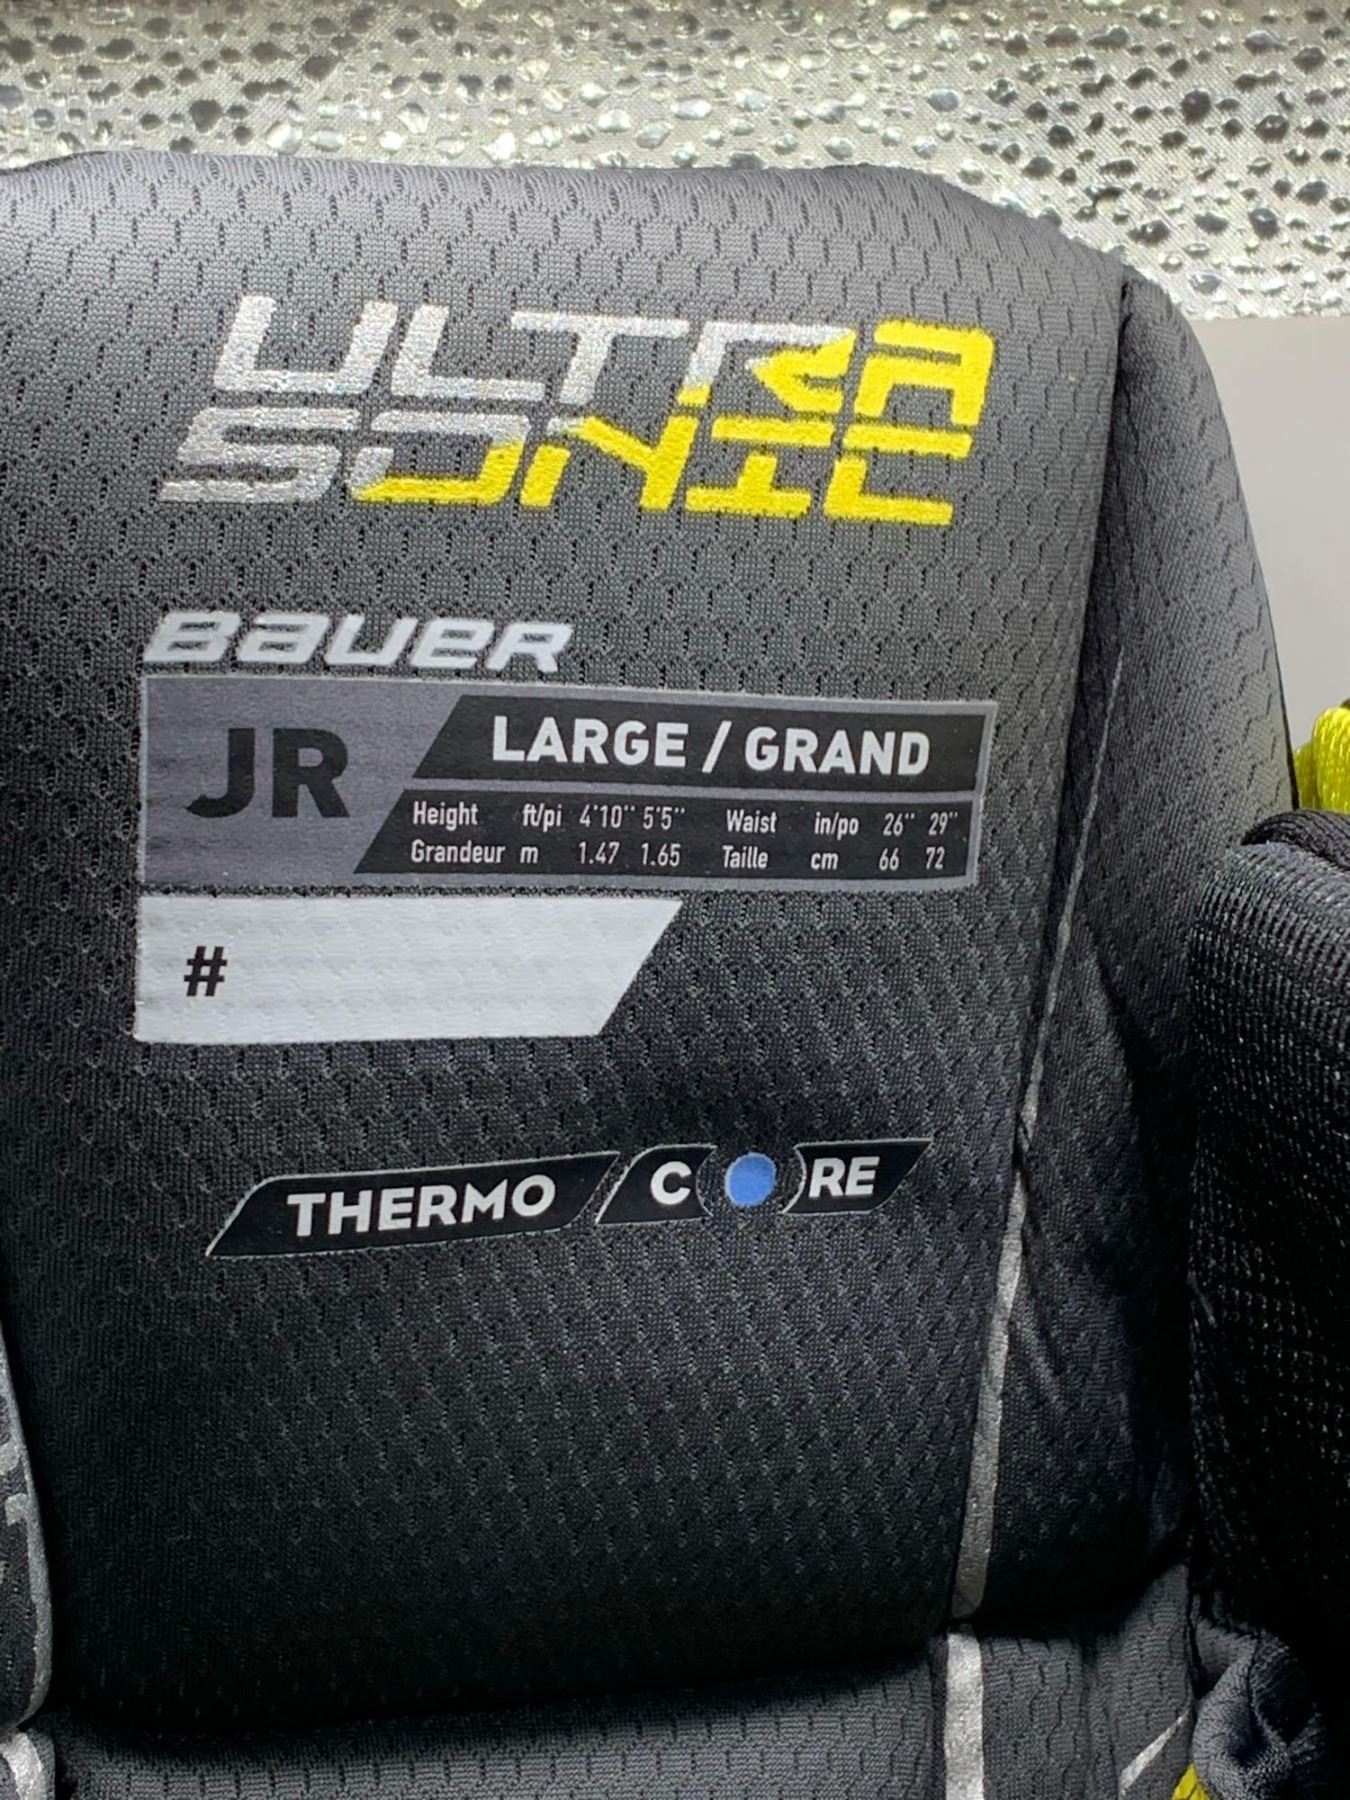 ULTRA
SONIC
BAUER
JR
LARGE / GRAND
Height ft/pi 4'10'' 5'5'' Waist in/po 26'' 29''
Grandeur m 1.47 1.65 Taille cm 66 72
#
THERMO CORE